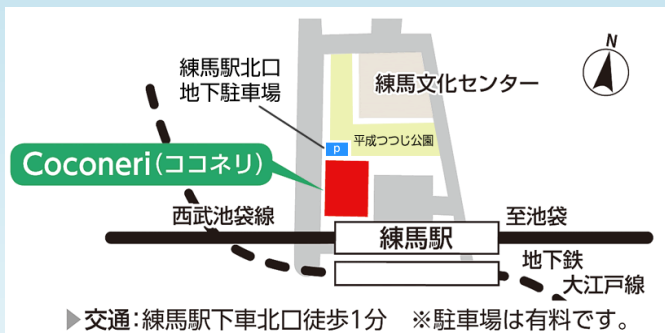 N
練馬駅北口
地下駐車場
練馬文化センター
P
平成つつじ公園
Coconeri(ココネリ)
西武池袋線
至池袋
練馬駅
地下鉄
大江戸線
▶交通:練馬駅下車北口徒歩1分 ※駐車場は有料です。